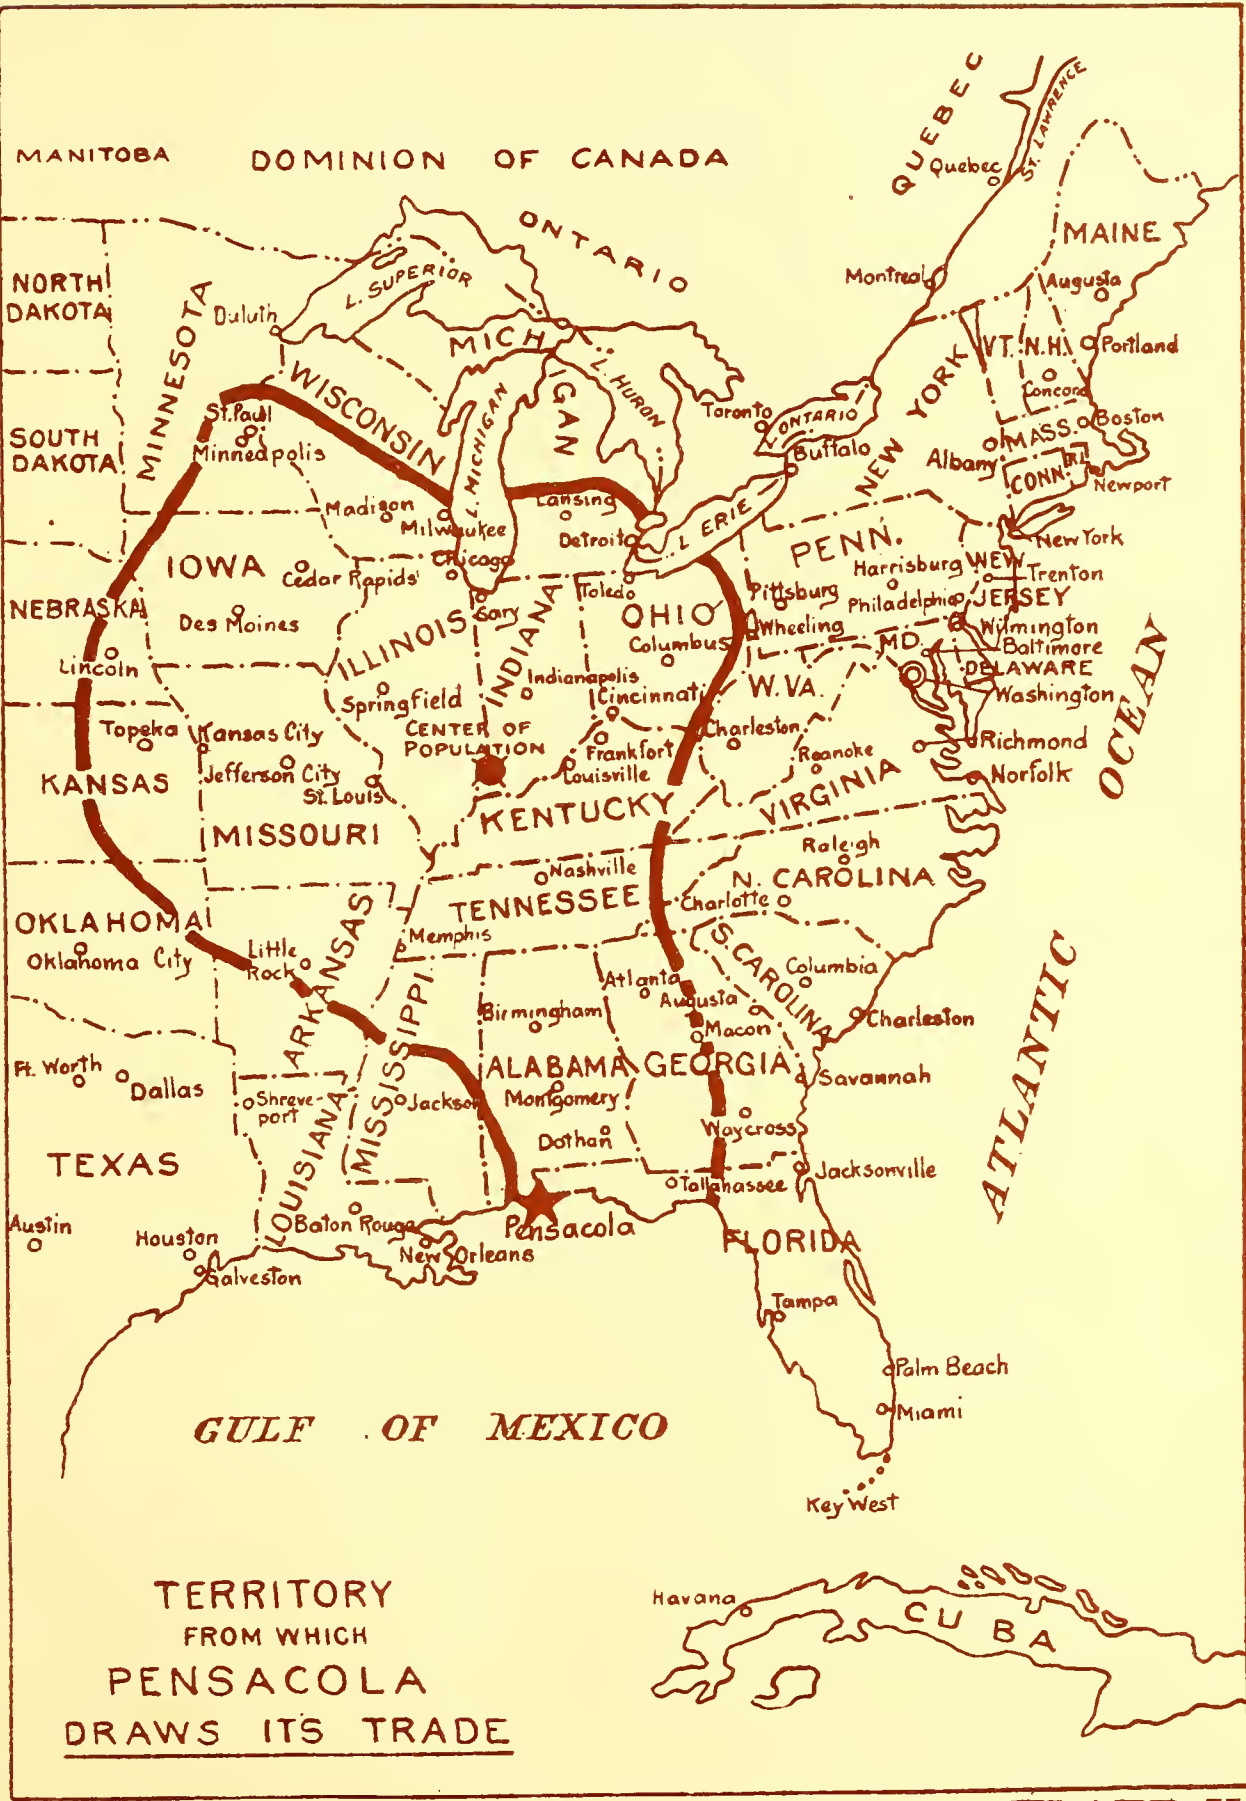 MANITOBA
DOMINION OF CANADA
QUEBEC
Quebec
ST. LAWRENCE
ONTARIO
MAINE
Augusta
Montreal
NORTH
DAKOTA
MINNESOTA
Duluth
L. SUPERIOR
MICHIGAN
L. HURON
L. MICHIGAN
WISCONSIN
VT.
N.H.
Portland
Concord
NEW YORK
Toronto
L. ONTARIO
Buffalo
Albany
MASS.
Boston
CONN.
R.I.
Newport
SOUTH
DAKOTA
St. Paul
Minneapolis
Madison
Milwaukee
Lansing
Detroit
L. ERIE
New York
PENN.
Harrisburg
NEW
JERSEY
Trenton
IOWA
Cedar Rapids
Chicago
Gary
Toledo
Pittsburg
Philadelphia
Wilmington
NEBRASKA
Des Moines
ILLINOIS
INDIANA
OHIO
Columbus
Wheeling
MD.
Baltimore
DELAWARE
Washington
Lincoln
Springfield
Indianapolis
Cincinnati
W. VA.
CENTER OF
POPULATION
Topeka
Kansas City
Jefferson City
St. Louis
Frankfort
Louisville
Charleston
Roanoke
Richmond
Norfolk
KANSAS
MISSOURI
KENTUCKY
VIRGINIA
Raleigh
Nashville
N. CAROLINA
TENNESSEE
Charlotte
OKLAHOMA
Oklahoma City
Little
Rock
ARKANSAS
Memphis
S. CAROLINA
Columbia
Atlanta
Augusta
Macon
Charleston
Birmingham
MISSISSIPPI
ALABAMA
GEORGIA
Savannah
Ft. Worth
Dallas
Shreve-
port
Jackson
Montgomery
Dothan
Waycross
TEXAS
LOUISIANA
Tallahassee
Jacksonville
Austin
Houston
Galveston
Baton Rouge
New Orleans
Pensacola
FLORIDA
Tampa
Palm Beach
Miami
Key West
ATLANTIC OCEAN
GULF OF MEXICO
Havana
CUBA
TERRITORY
FROM WHICH
PENSACOLA
DRAWS IT'S TRADE